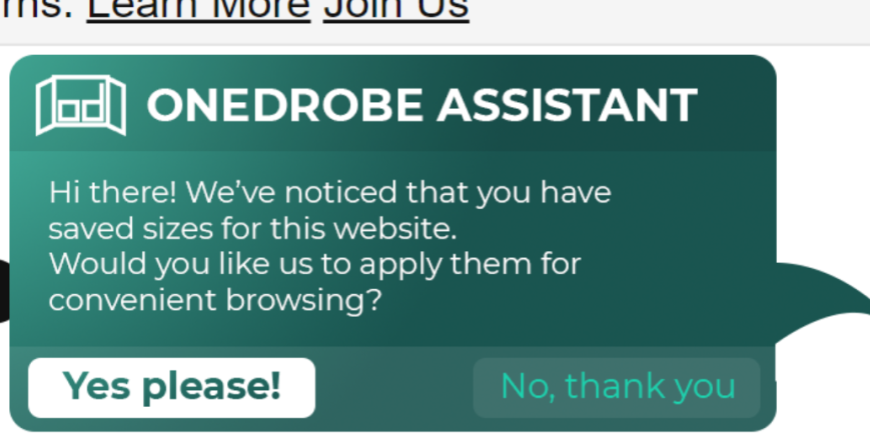 ms. Learn More Join Us
ONEDROBE ASSISTANT
Hi there! We’ve noticed that you have
saved sizes for this website.
Would you like us to apply them for
convenient browsing?
Yes please!
No, thank you